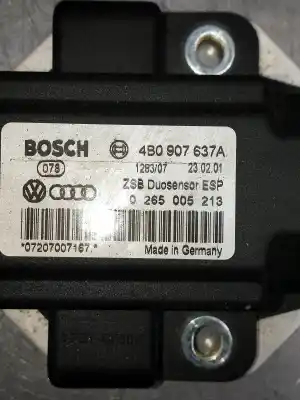 BOSCH 4B0 907 637A
078 1283/07 23.02.01
ZSB Duosensor ESP
0 265 005 213
*07207007167.* Made in Germany